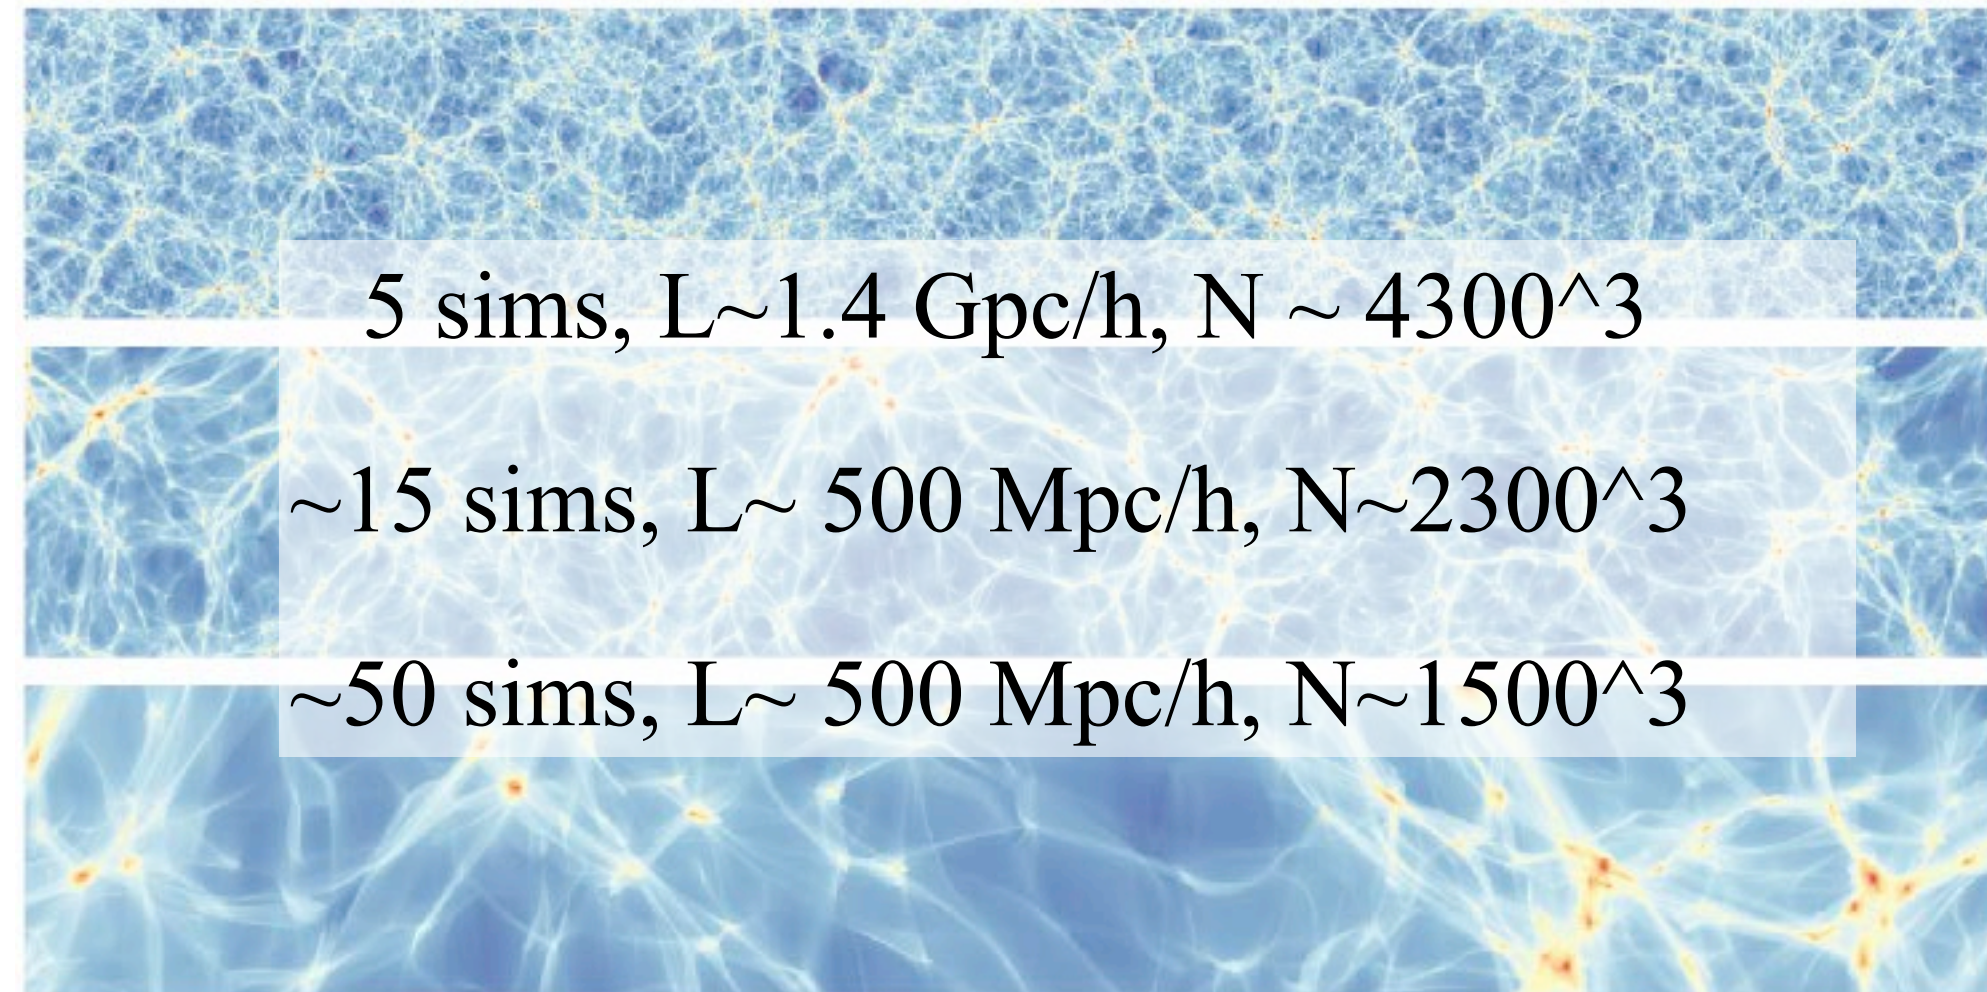 5 sims, L~1.4 Gpc/h, N ~ 4300^3
~15 sims, L~ 500 Mpc/h, N~2300^3
~50 sims, L~ 500 Mpc/h, N~1500^3